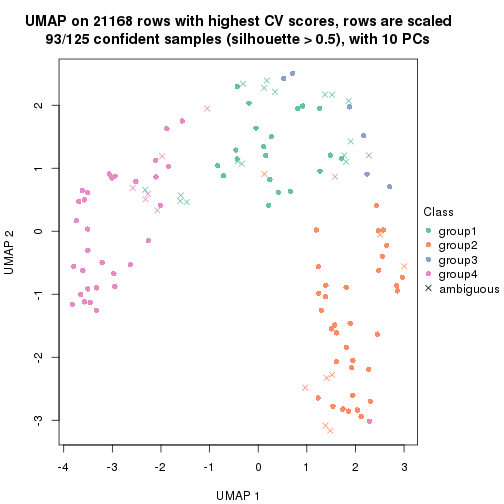 UMAP on 21168 rows with highest CV scores, rows are scaled
93/125 confident samples (silhouette > 0.5), with 10 PCs
2
1
0
-1
-2
-3
UMAP 2
-4
-3
-2
-1
0
1
2
3
UMAP 1
Class
group1
group2
group3
group4
ambiguous